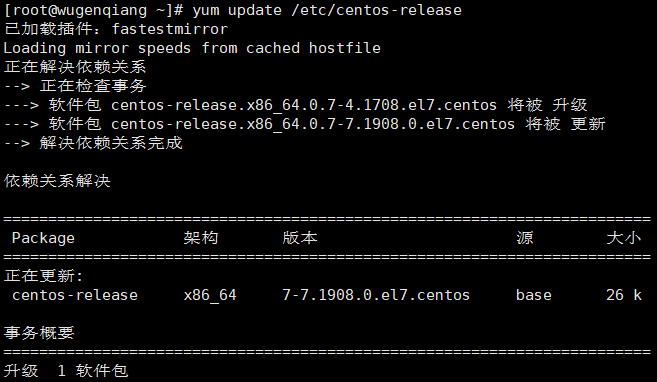 [root@wugenqiang ~]# yum update /etc/centos-release
已加载插件：fastestmirror
Loading mirror speeds from cached hostfile
正在解决依赖关系
--> 正在检查事务
---> 软件包 centos-release.x86_64.0.7-4.1708.el7.centos 将被 升级
---> 软件包 centos-release.x86_64.0.7-7.1908.0.el7.centos 将被 更新
--> 解决依赖关系完成
依赖关系解决
========================================================================
Package 架构 版本 源 大小
========================================================================
正在更新:
centos-release x86_64 7-7.1908.0.el7.centos base 26 k
事务概要
========================================================================
升级 1 软件包